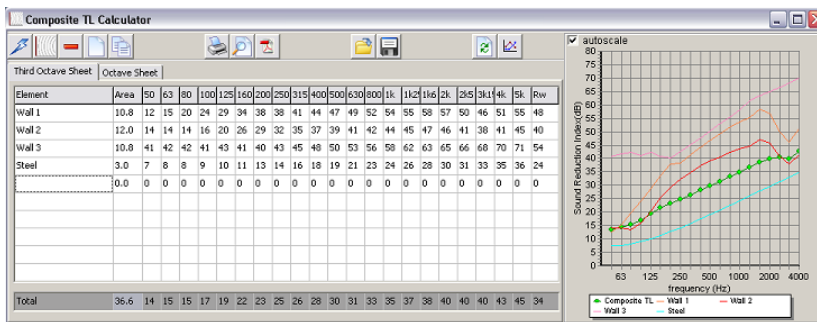 Composite TL Calculator
Third Octave Sheet Octave Sheet
Element Area 50 63 80 100 125 160 200 250 315 400 500 630 800 1k 1k2 1k6 2k 2k5 3k1 4k 5k Rw
Wall 1 10.8 12 15 20 24 29 34 38 38 41 44 47 49 52 54 55 58 57 50 46 51 55 48
Wall 2 12.0 14 14 14 16 20 26 29 32 35 37 39 41 42 44 45 47 46 41 38 41 45 40
Wall 3 10.8 41 42 42 41 43 41 40 43 45 48 50 53 56 58 62 63 65 66 68 70 71 54
Steel 3.0 7 8 8 9 10 11 13 14 16 18 19 21 23 24 26 28 30 31 33 35 36 24
0.0 0 0 0 0 0 0 0 0 0 0 0 0 0 0 0 0 0 0 0 0 0 0
Total 36.6 14 15 15 17 19 22 23 25 26 28 30 31 33 35 37 38 40 40 40 43 45 34
autoscale
Sound Reduction Index(dB)
80
75
70
65
60
55
50
45
40
35
30
25
20
15
10
5
0
63 125 250 500 1000 2000 4000
frequency (Hz)
Composite TL Wall 1 Wall 2
Wall 3 Steel